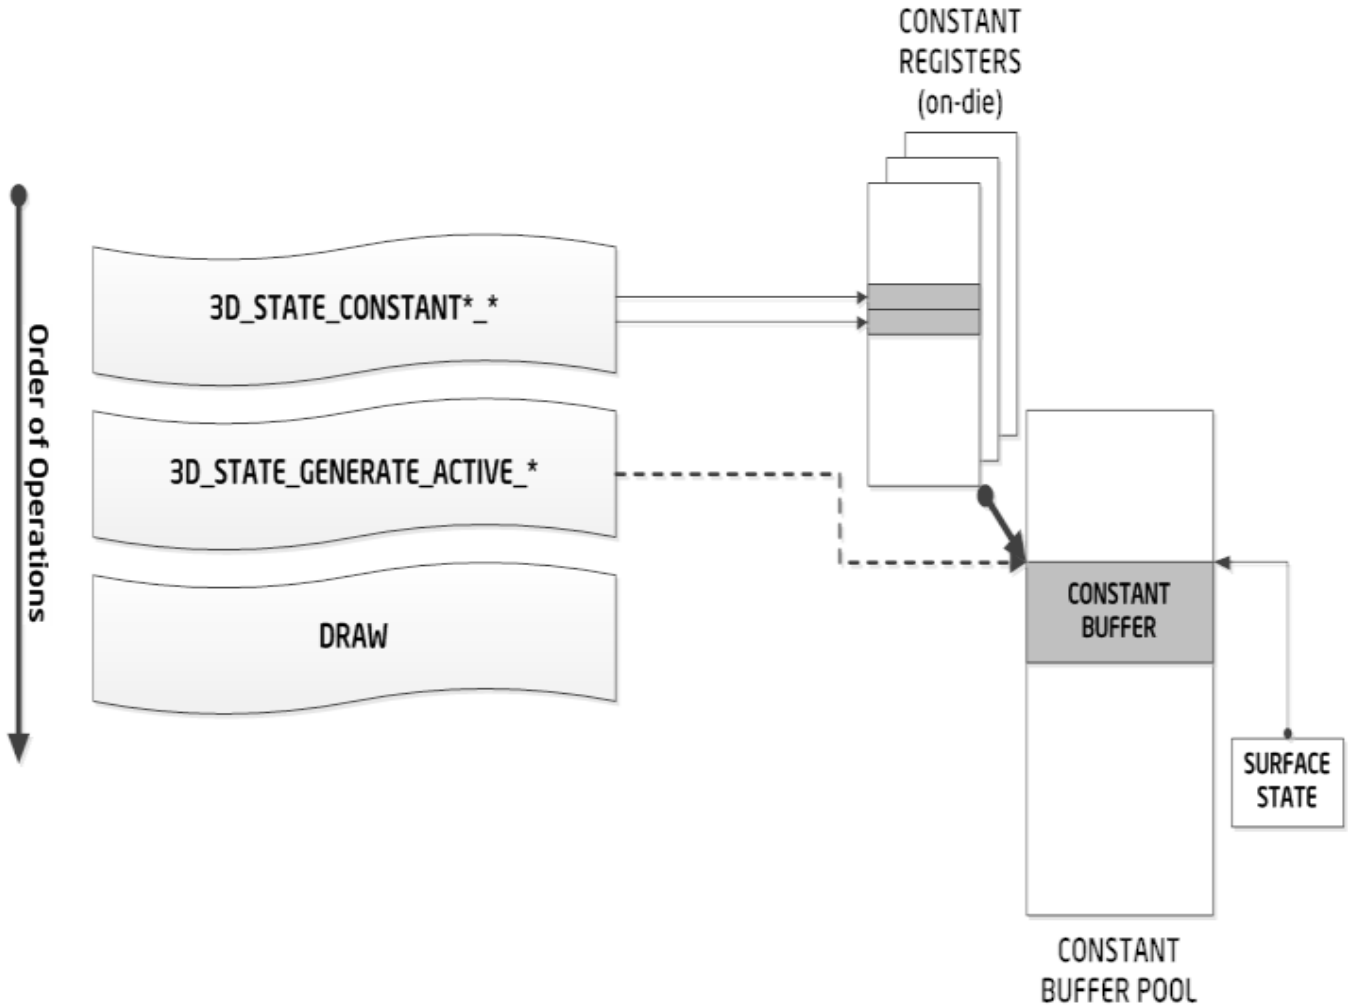 CONSTANT
REGISTERS
(on-die)
Order of Operations
3D_STATE_CONSTANT*_*
3D_STATE_GENERATE_ACTIVE_*
DRAW
CONSTANT
BUFFER
SURFACE
STATE
CONSTANT
BUFFER POOL